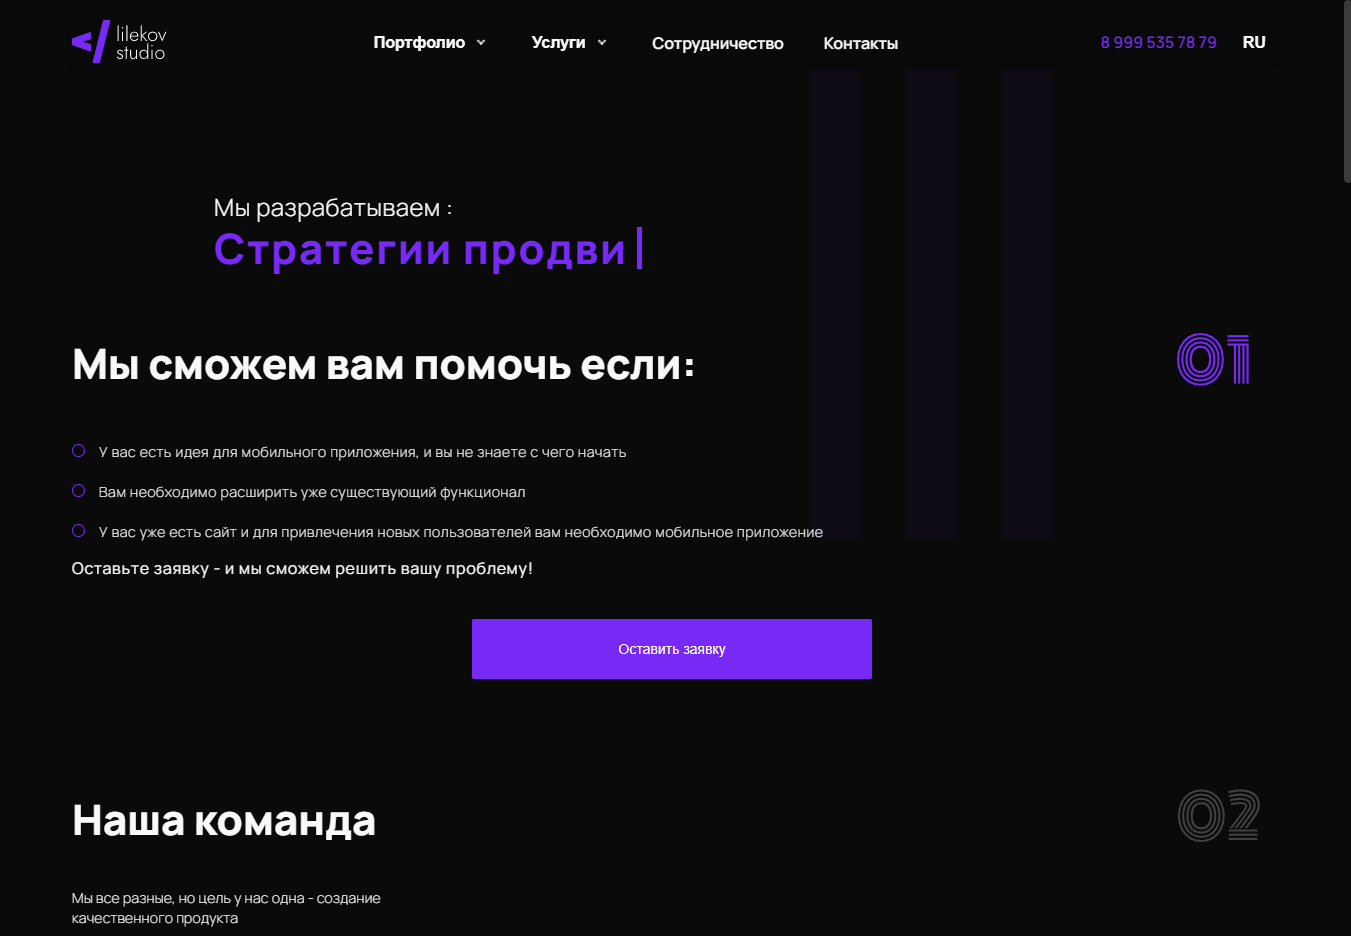 lilekov
studio
Портфолио
Услуги
Сотрудничество
Контакты
8 999 535 78 79
RU
Мы разрабатываем :
Стратегии продви
Мы сможем вам помочь если:
01
У вас есть идея для мобильного приложения, и вы не знаете с чего начать
Вам необходимо расширить уже существующий функционал
У вас уже есть сайт и для привлечения новых пользователей вам необходимо мобильное приложение
Оставьте заявку - и мы сможем решить вашу проблему!
Оставить заявку
Наша команда
02
Мы все разные, но цель у нас одна - создание
качественного продукта